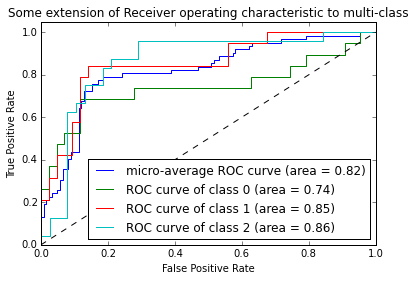 Some extension of Receiver operating characteristic to multi-class
1.0
0.8
0.6
0.4
0.2
0.0
True Positive Rate
micro-average ROC curve (area = 0.82)
ROC curve of class 0 (area = 0.74)
ROC curve of class 1 (area = 0.85)
ROC curve of class 2 (area = 0.86)
0.0 0.2 0.4 0.6 0.8 1.0
False Positive Rate